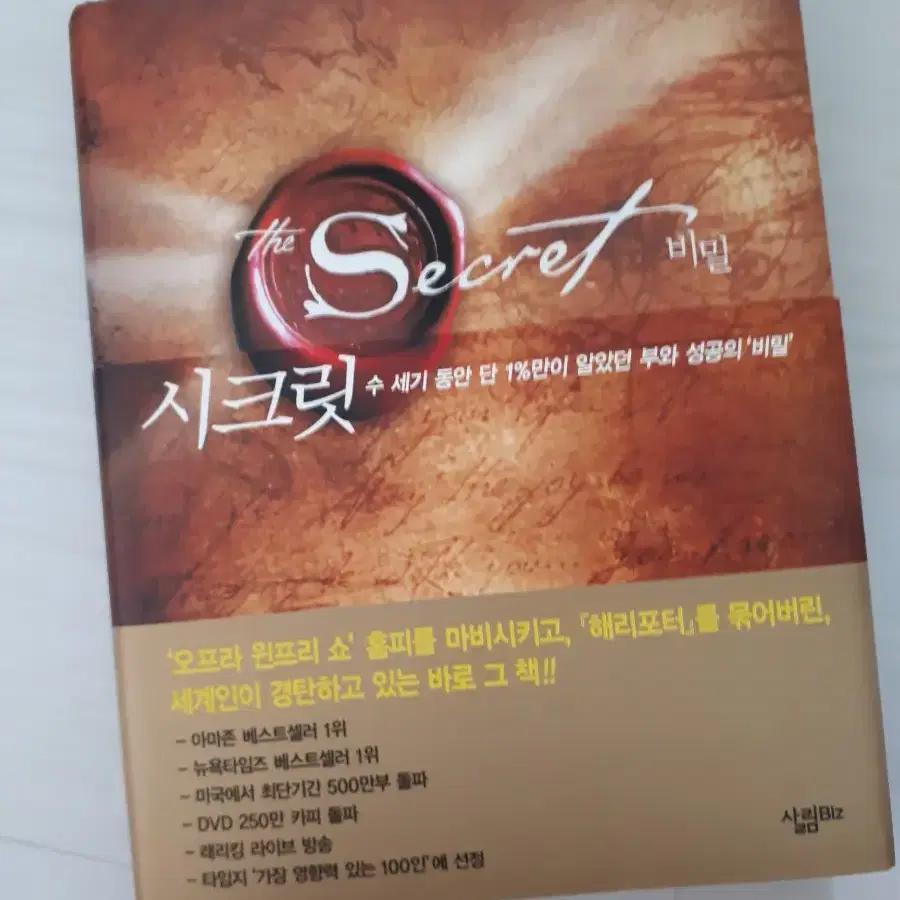 the Secret 비밀
시크릿 수 세기 동안 단 1%만이 알았던 부와 성공의 '비밀'
'오프라 윈프리 쇼' 홈피를 마비시키고, 『해리포터』를 묶어버린,
세계인이 경탄하고 있는 바로 그 책!!
- 아마존 베스트셀러 1위
- 뉴욕타임즈 베스트셀러 1위
- 미국에서 최단기간 500만부 돌파
- DVD 250만 카피 돌파
- 래리킹 라이브 방송
- 타임지 '가장 영향력 있는 100인'에 선정
살림Biz